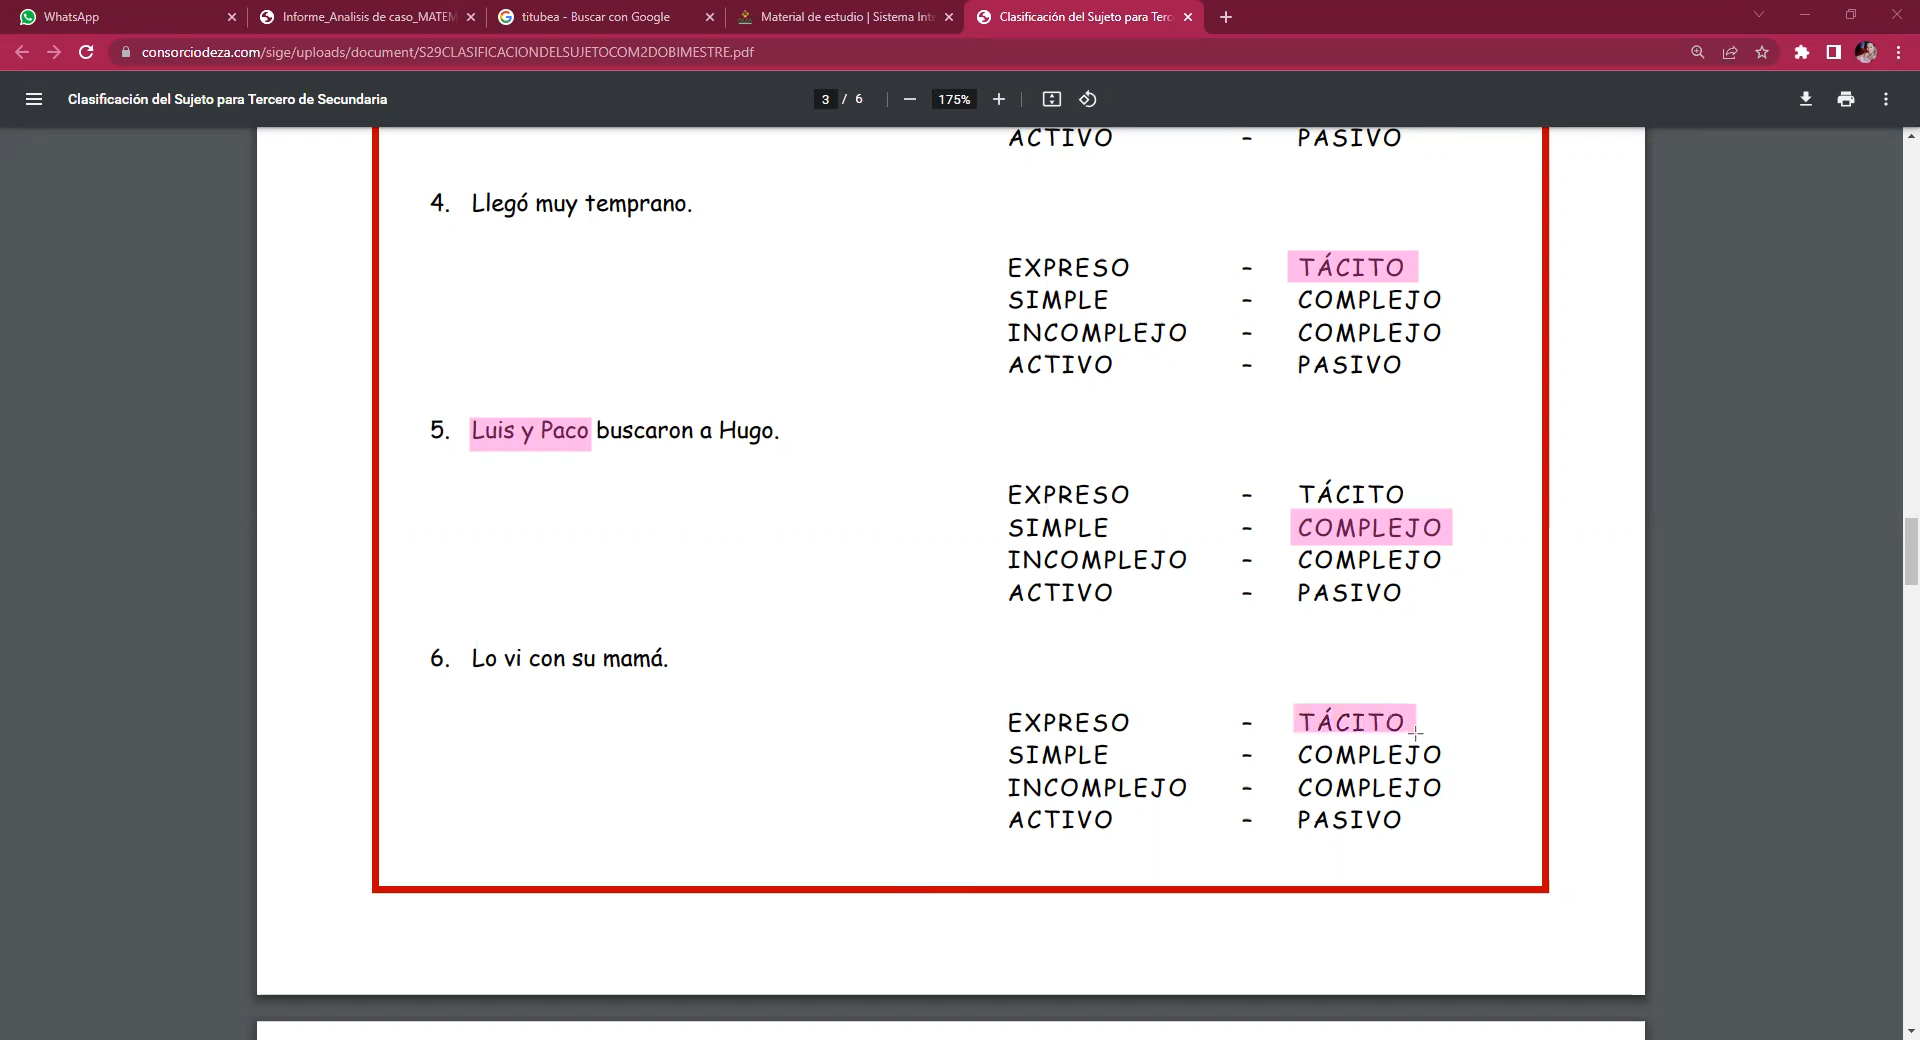 WhatsApp
Informe_Analisis de caso_MATEM
titubea - Buscar con Google
Material de estudio | Sistema Inte
Clasificación del Sujeto para Terc
consorciodeza.com/sige/uploads/document/S29CLASIFICACIONDELSUJETOCOM2DOBIMESTRE.pdf
Clasificación del Sujeto para Tercero de Secundaria
3 / 6
175%
ACTIVO - PASIVO
4. Llegó muy temprano.
EXPRESO - TÁCITO
SIMPLE - COMPLEJO
INCOMPLEJO - COMPLEJO
ACTIVO - PASIVO
5. Luis y Paco buscaron a Hugo.
EXPRESO - TÁCITO
SIMPLE - COMPLEJO
INCOMPLEJO - COMPLEJO
ACTIVO - PASIVO
6. Lo vi con su mamá.
EXPRESO - TÁCITO
SIMPLE - COMPLEJO
INCOMPLEJO - COMPLEJO
ACTIVO - PASIVO